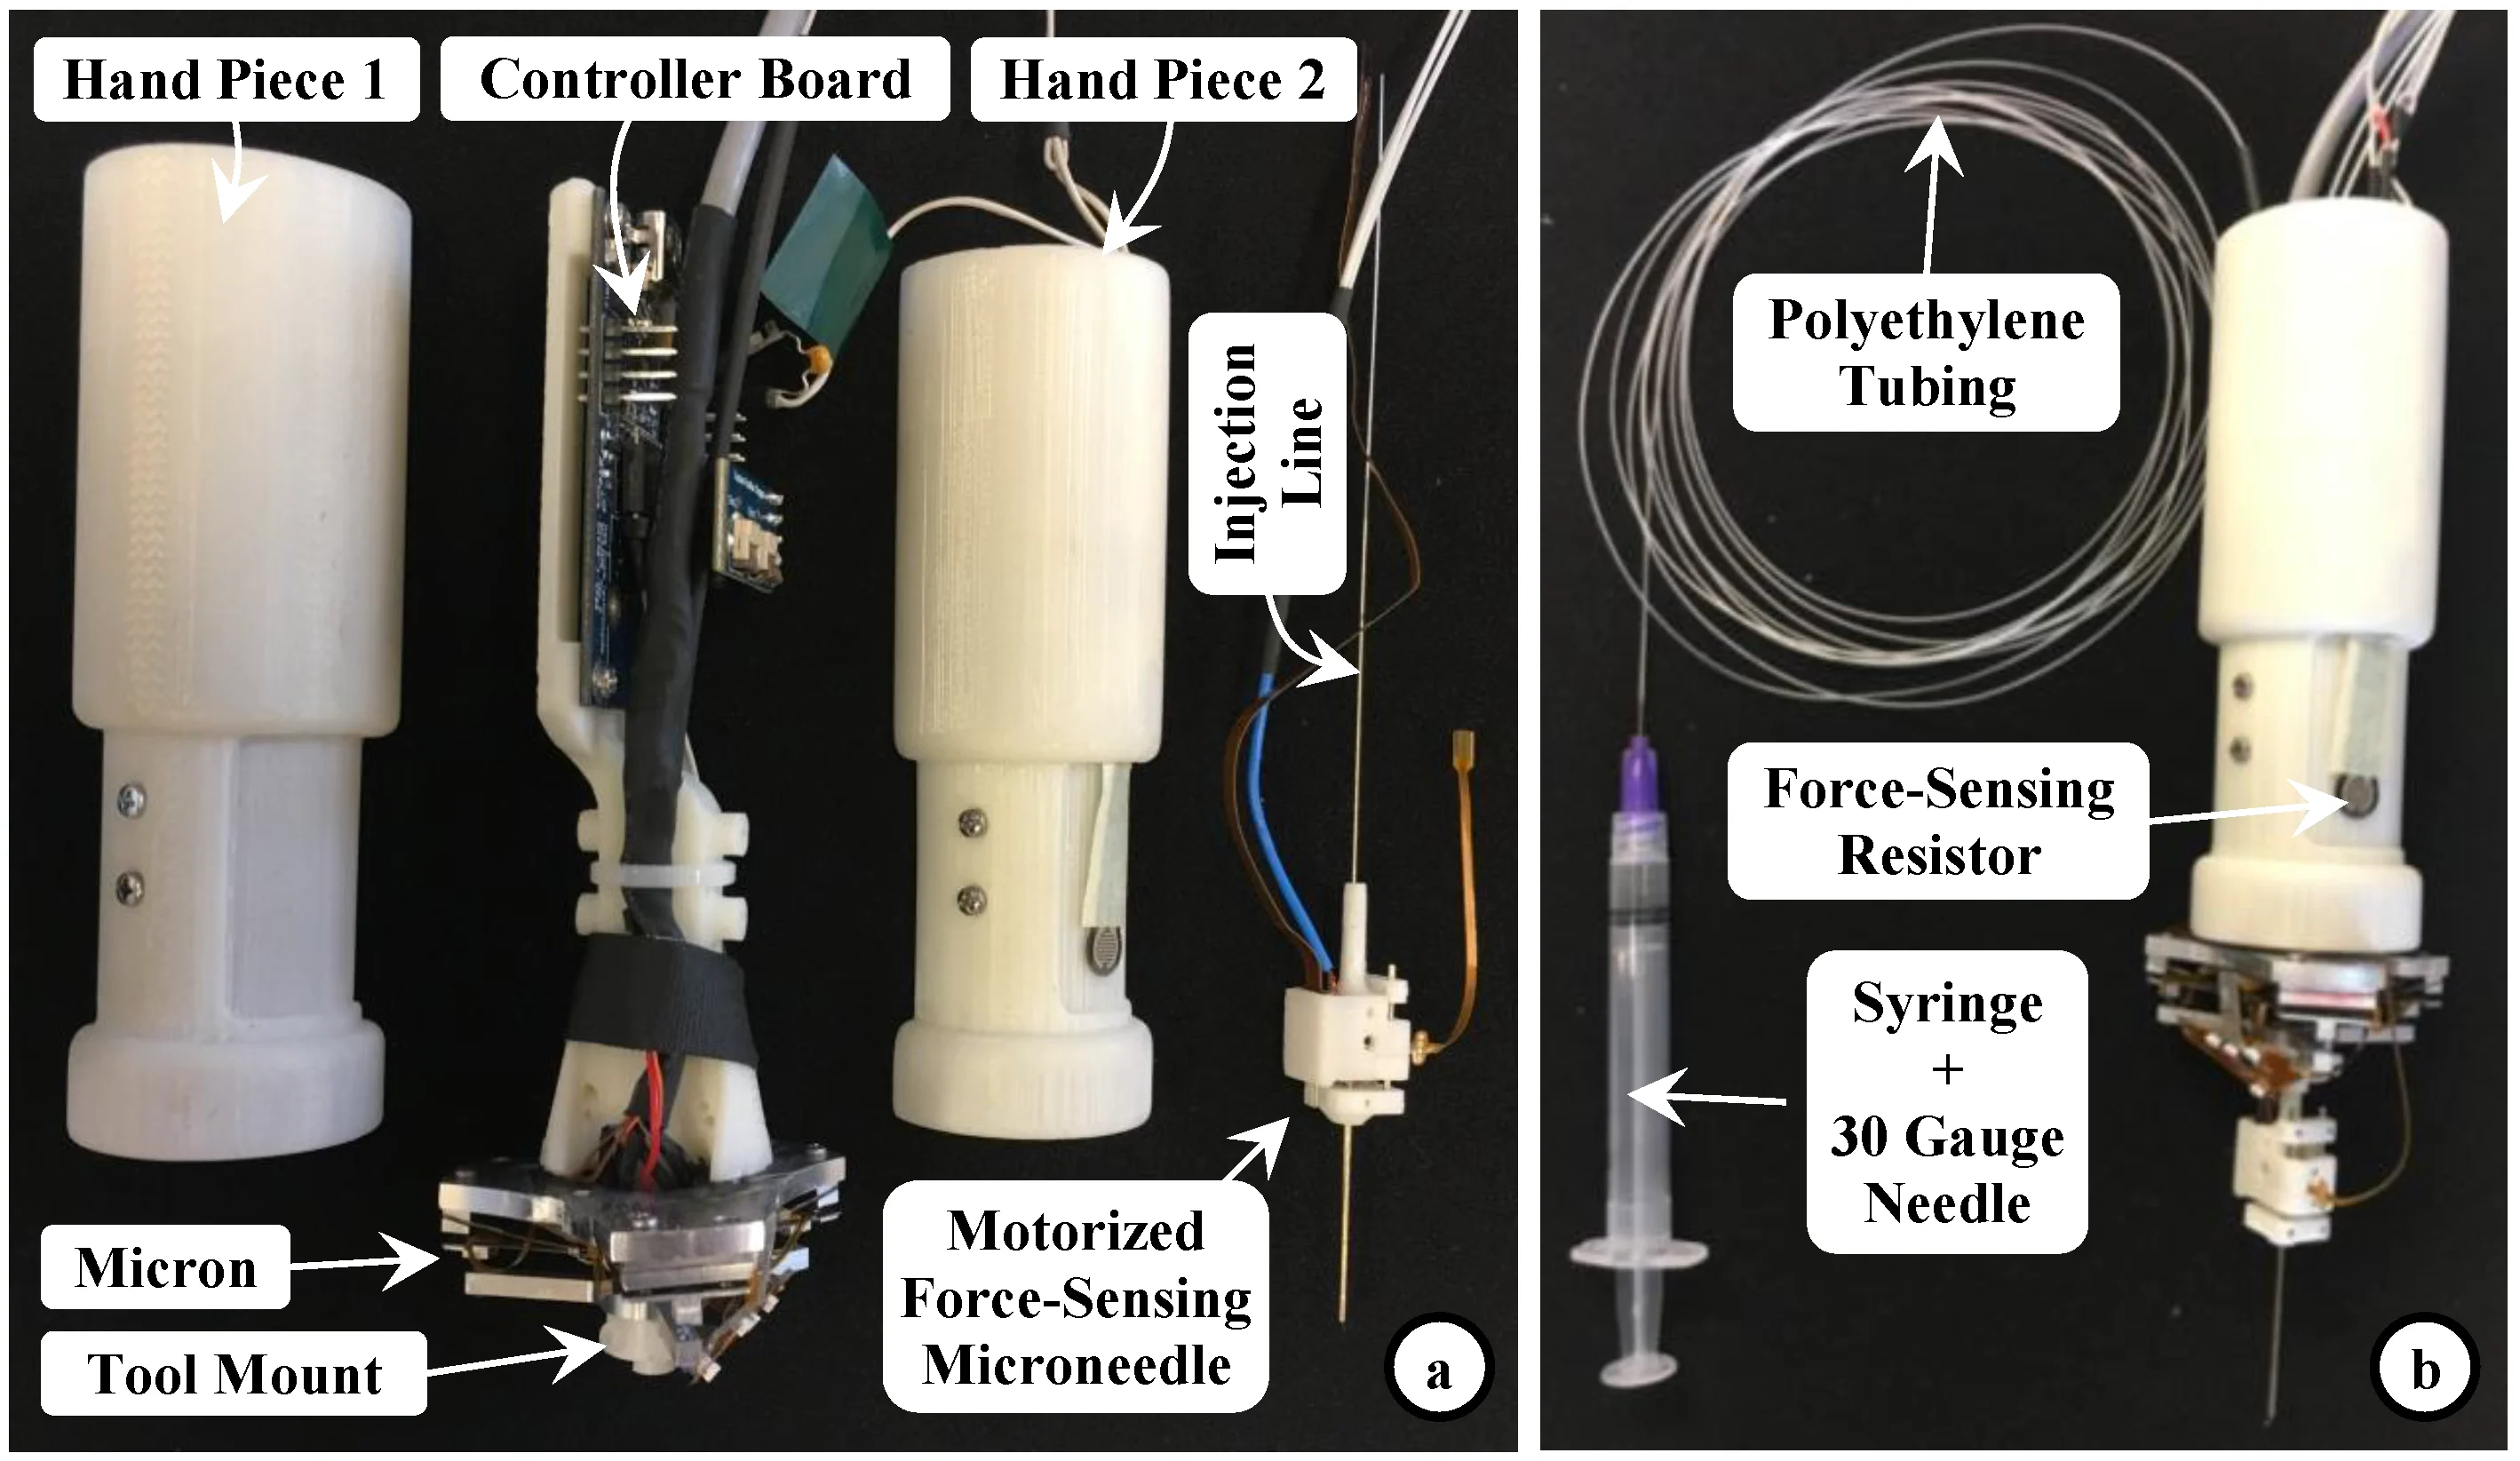 Hand Piece 1
Controller Board
Hand Piece 2
Injection
Line
Micron
Tool Mount
Motorized
Force-Sensing
Microneedle
a
Polyethylene
Tubing
Force-Sensing
Resistor
Syringe
+
30 Gauge
Needle
b